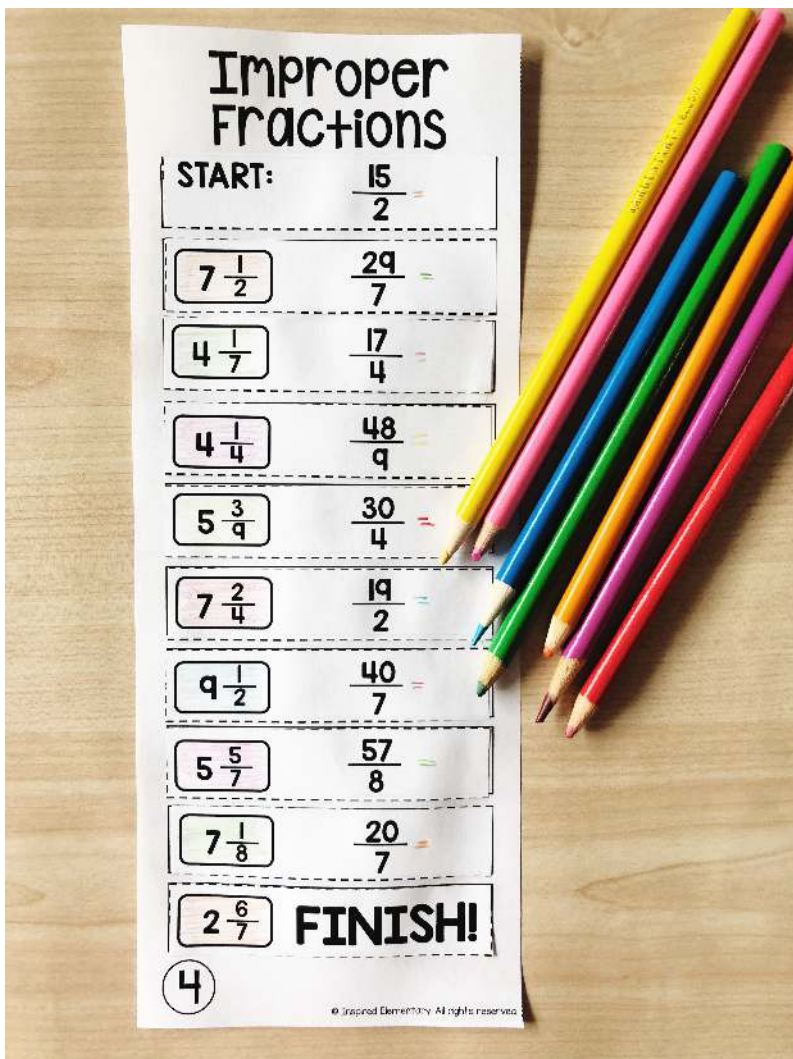 Improper
Fractions
START: 15/2 =
7 1/2 29/7 =
4 1/7 17/4 =
4 1/4 48/9 =
5 3/9 30/4 =
7 2/4 19/2 =
9 1/2 40/7 =
5 5/7 57/8 =
7 1/8 20/7 =
2 6/7 FINISH!
4
© Inspired Elementary. All rights reserved